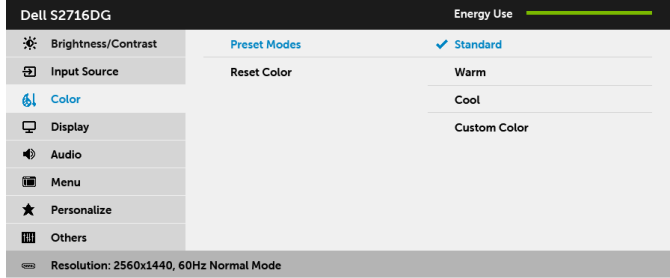 Dell S2716DG Energy Use
Brightness/Contrast Preset Modes Standard
Input Source Reset Color Warm
Color Cool
Display Custom Color
Audio
Menu
Personalize
Others
Resolution: 2560x1440, 60Hz Normal Mode